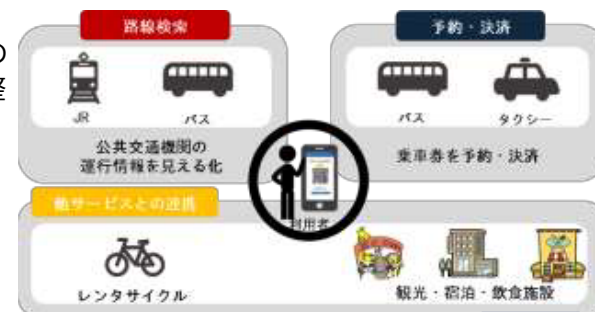 の
整
路線検索
JR
バス
公共交通機関の
運行情報を見える化
予約・決済
バス
タクシー
乗車券を予約・決済
利用者
他サービスとの連携
レンタサイクル
観光・宿泊・飲食施設